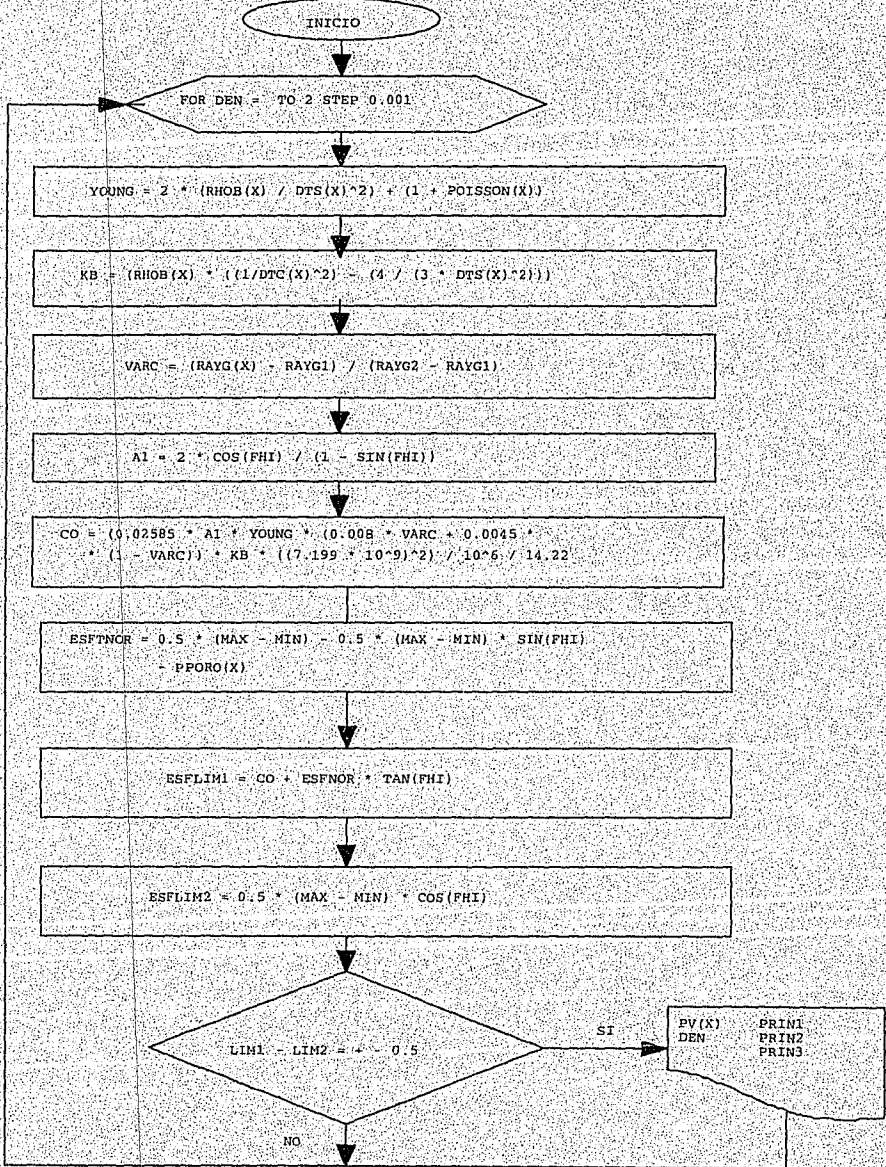 INICIO
FOR DEN = TO 2 STEP 0.001
YOUNG = 2 * (RHOB(X) / DTS(X)^2) + (1 + POISSON(X))
KB = (RHOB(X) * ((1/DTC(X)^2) - (4 / (3 * DTS(X)^2)))
VARC = (RAYG(X) - RAYG1) / (RAYG2 - RAYG1)
A1 = 2 * COS(FHI) / (1 - SIN(FHI))
CO = (0.02585 * A1 * YOUNG * (0.008 * VARC + 0.0045 *
* (1 - VARC)) * KB * ((7.199 * 10^9)^2) / 10^6 / 14.22
ESFTNOR = 0.5 * (MAX - MIN) - 0.5 * (MAX - MIN) * SIN(FHI)
- PPORO(X)
ESFLIM1 = CO + ESFNOR * TAN(FHI)
ESFLIM2 = 0.5 * (MAX - MIN) * COS(FHI)
LIM1 - LIM2 = + - 0.5
SI
PV(X) PRIN1
DEN PRIN2
PRIN3
NO